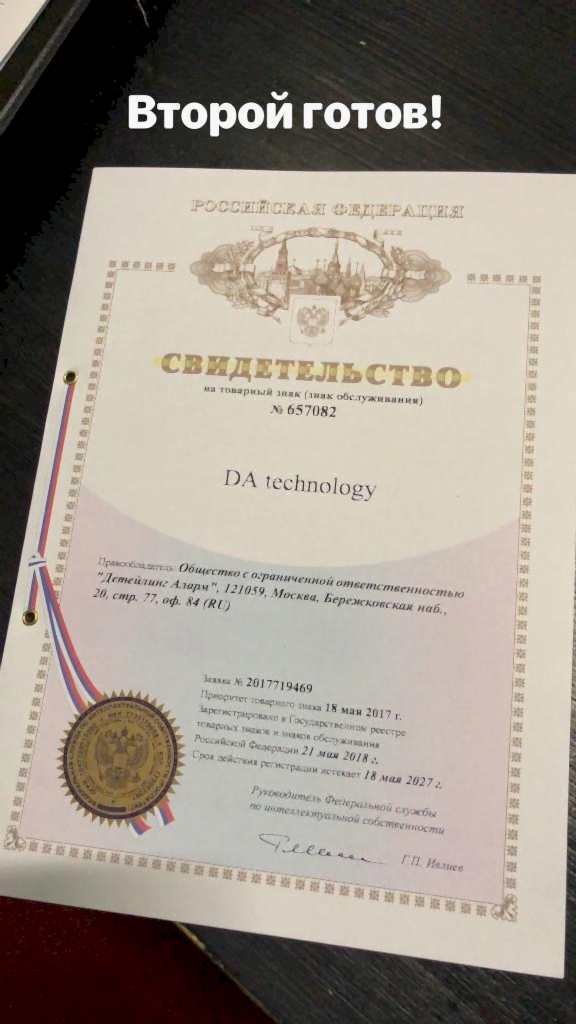 Второй готов!
РОССИЙСКАЯ ФЕДЕРАЦИЯ
СВИДЕТЕЛЬСТВО
на товарный знак (знак обслуживания)
№ 657082
DA technology
Правообладатель: Общество с ограниченной ответственностью
"Детейлинг Аларм", 121059, Москва, Бережковская наб.,
20, стр. 77, оф. 84 (RU)
Заявка № 2017719469
Приоритет товарного знака 18 мая 2017 г.
Зарегистрировано в Государственном реестре
товарных знаков и знаков обслуживания
Российской Федерации 21 мая 2018 г.
Срок действия регистрации истекает 18 мая 2027 г.
Руководитель Федеральной службы
по интеллектуальной собственности
Г.П. Ивлиев